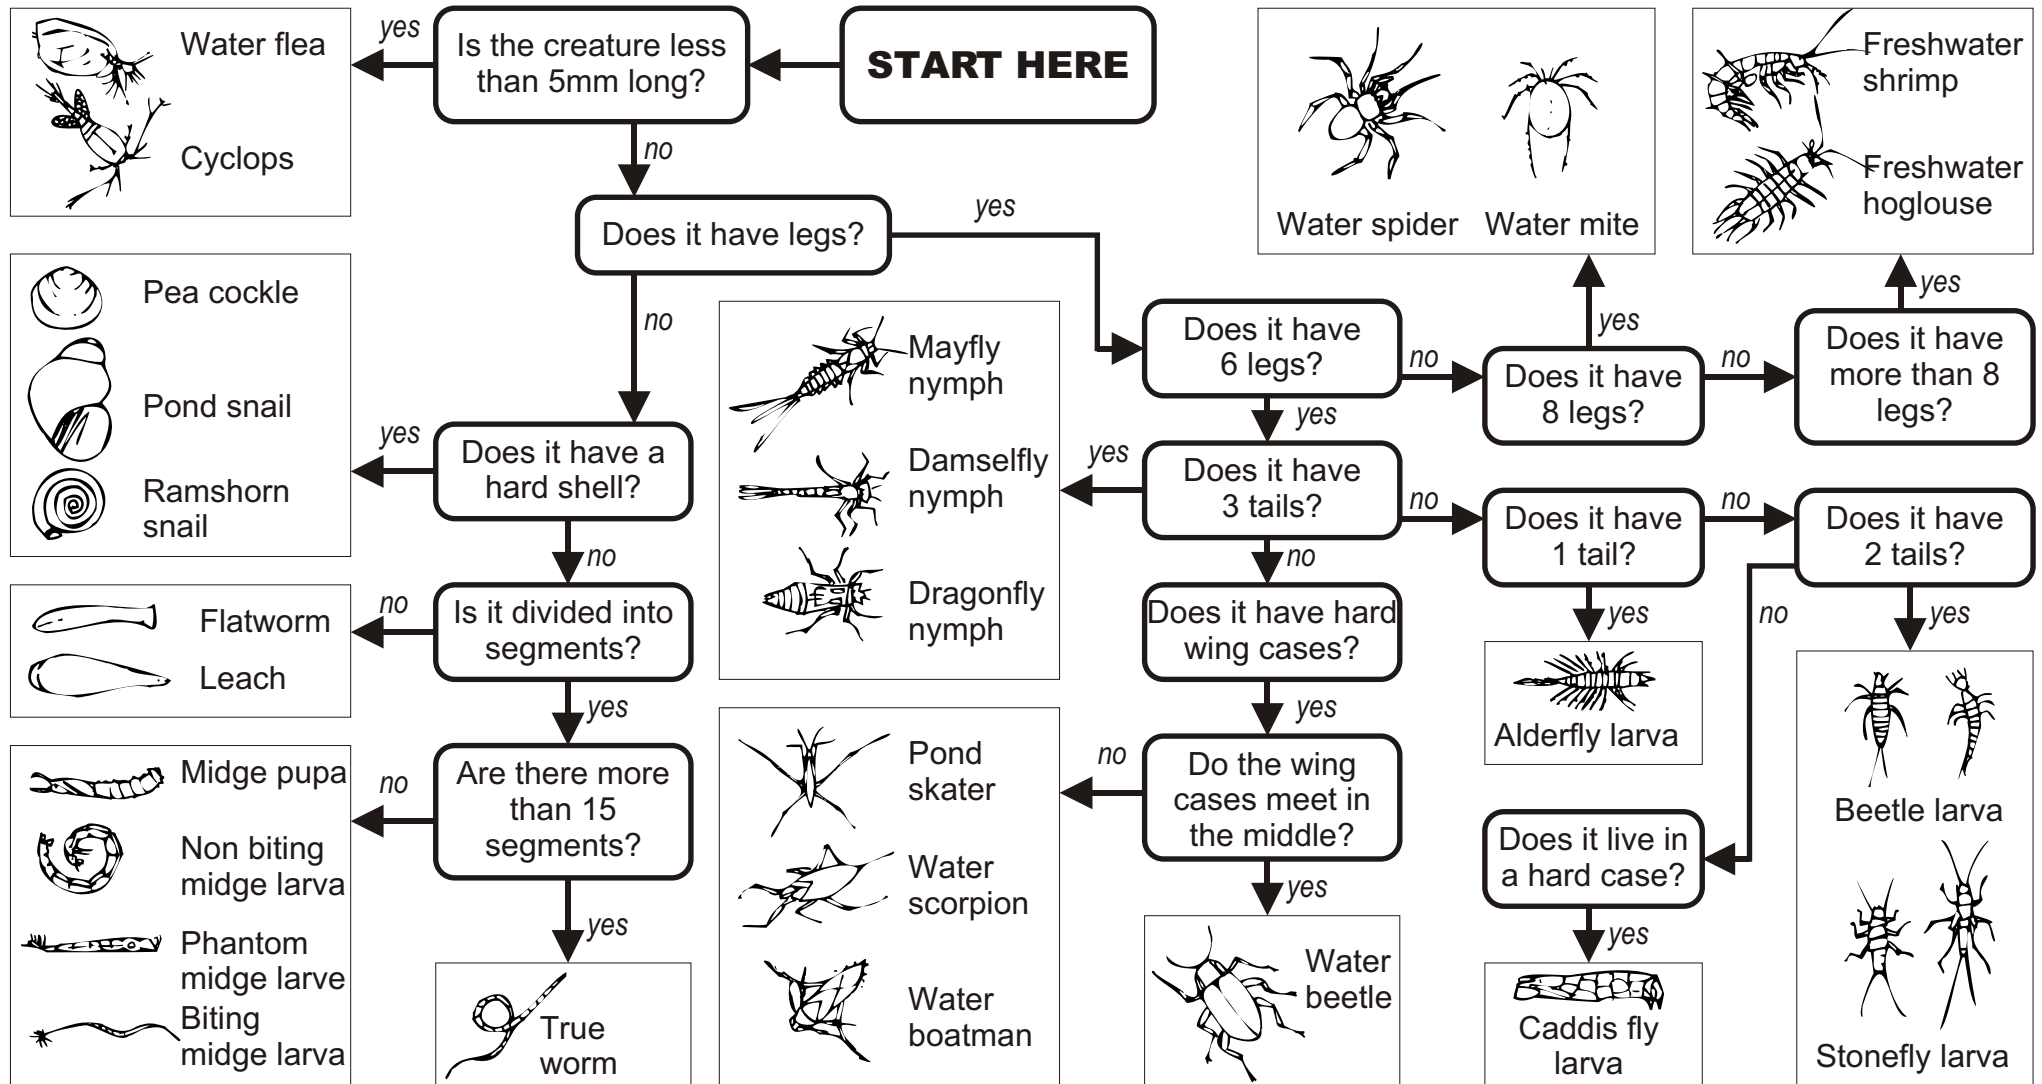 START HERE
Is the creature less
than 5mm long?
yes
Water flea
Cyclops
no
Does it have legs?
yes
no
Does it have a
hard shell?
yes
Pea cockle
Pond snail
Ramshorn
snail
no
Is it divided into
segments?
no
Flatworm
Leach
yes
Are there more
than 15
segments?
no
Midge pupa
Non biting
midge larva
Phantom
midge larve
Biting
midge larva
yes
True
worm
Does it have
6 legs?
no
Does it have
8 legs?
yes
Water spider
Water mite
no
Does it have
more than 8
legs?
yes
Freshwater
shrimp
Freshwater
hoglouse
yes
Does it have
3 tails?
yes
Mayfly
nymph
Damselfly
nymph
Dragonfly
nymph
no
Does it have
1 tail?
yes
Alderfly larva
no
Does it have
2 tails?
yes
Beetle larva
Stonefly larva
no
Does it live in
a hard case?
yes
Caddis fly
larva
no
Does it have hard
wing cases?
yes
Do the wing
cases meet in
the middle?
no
Pond
skater
Water
scorpion
Water
boatman
yes
Water
beetle